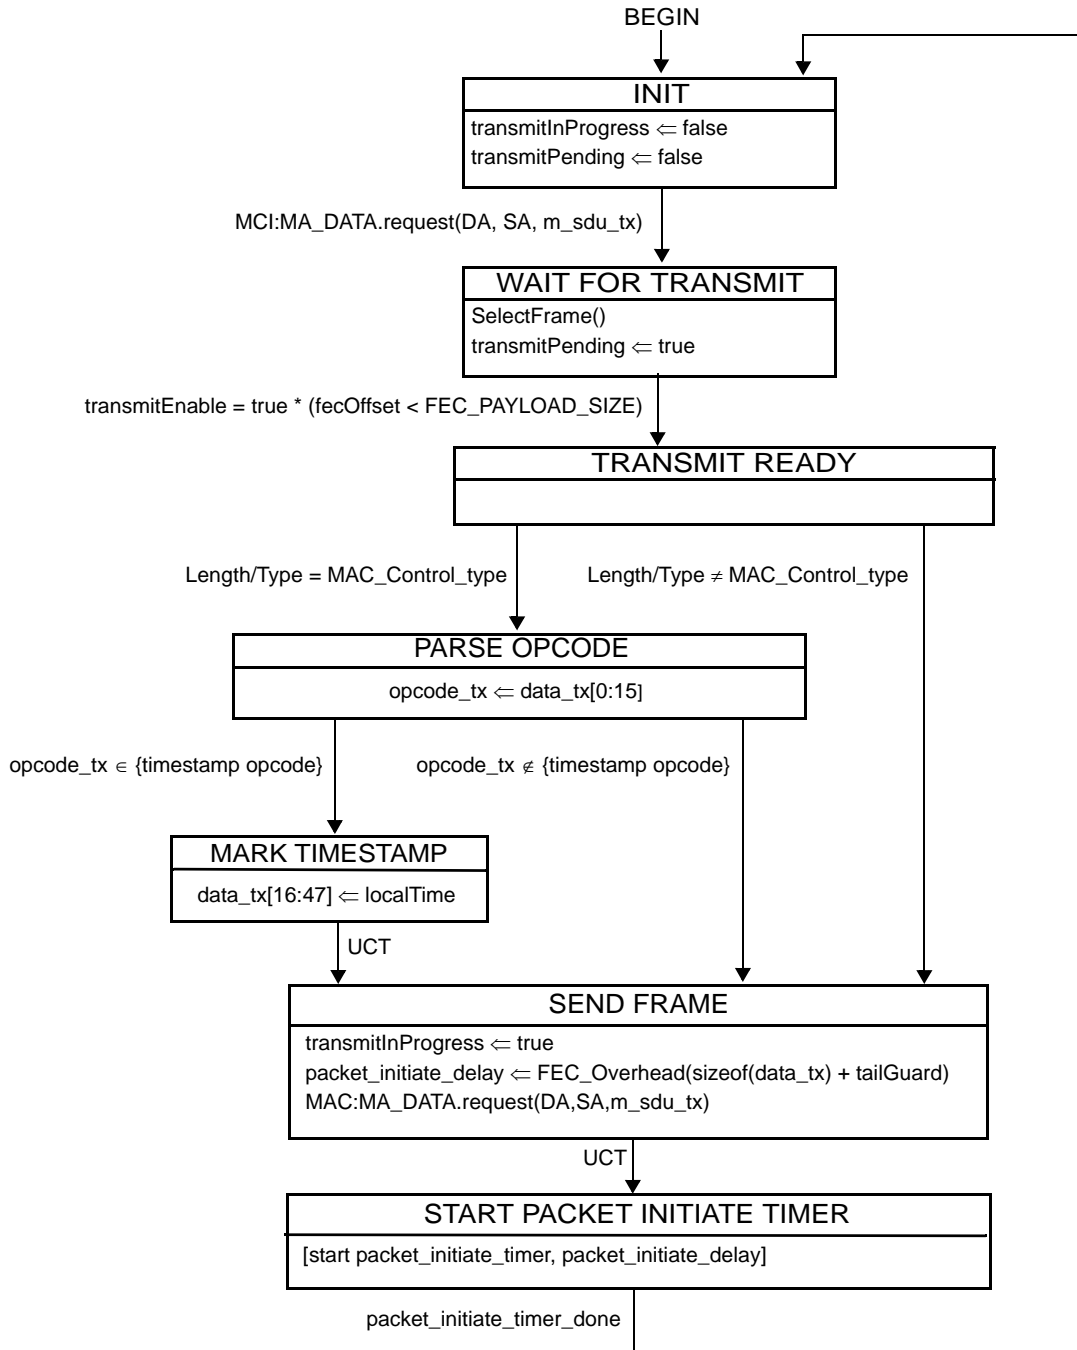 BEGIN
INIT
transmitInProgress ⇐ false
transmitPending ⇐ false
MCI:MA_DATA.request(DA, SA, m_sdu_tx)
WAIT FOR TRANSMIT
SelectFrame()
transmitPending ⇐ true
transmitEnable = true * (fecOffset < FEC_PAYLOAD_SIZE)
TRANSMIT READY
Length/Type = MAC_Control_type
Length/Type ≠ MAC_Control_type
PARSE OPCODE
opcode_tx ⇐ data_tx[0:15]
opcode_tx ∈ {timestamp opcode}
opcode_tx ∉ {timestamp opcode}
MARK TIMESTAMP
data_tx[16:47] ⇐ localTime
UCT
SEND FRAME
transmitInProgress ⇐ true
packet_initiate_delay ⇐ FEC_Overhead(sizeof(data_tx) + tailGuard)
MAC:MA_DATA.request(DA,SA,m_sdu_tx)
UCT
START PACKET INITIATE TIMER
[start packet_initiate_timer, packet_initiate_delay]
packet_initiate_timer_done